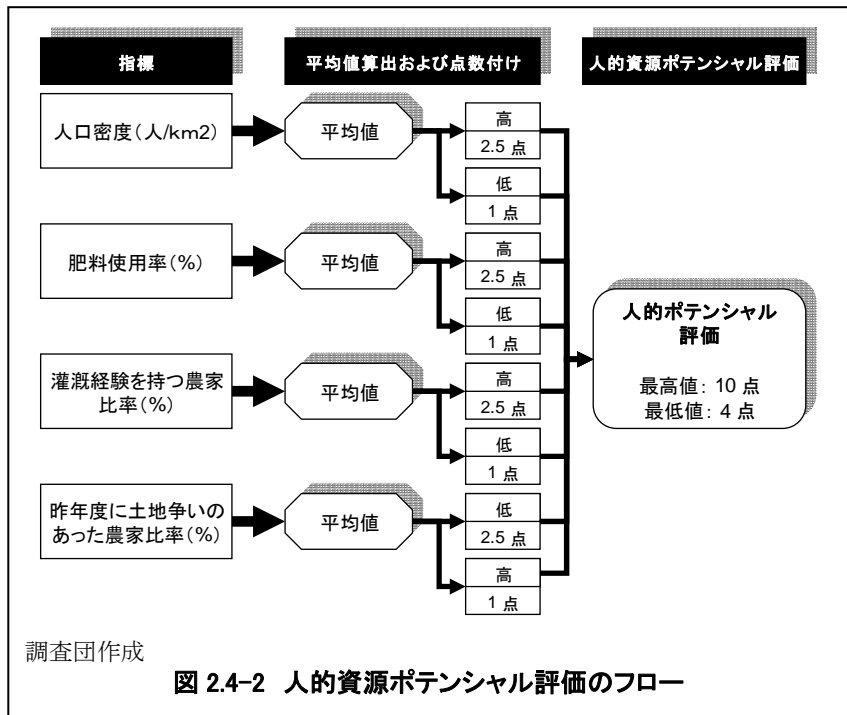 指標
平均値算出および点数付け
人的資源ポテンシャル評価
人口密度(人/km2)
平均値
高
2.5 点
低
1 点
肥料使用率(%)
平均値
高
2.5 点
低
1 点
灌漑経験を持つ農家
比率(%)
平均値
高
2.5 点
低
1 点
昨年度に土地争いの
あった農家比率(%)
平均値
低
2.5 点
高
1 点
人的ポテンシャル
評価
最高値: 10 点
最低値: 4 点
調査団作成
図 2.4-2 人的資源ポテンシャル評価のフロー